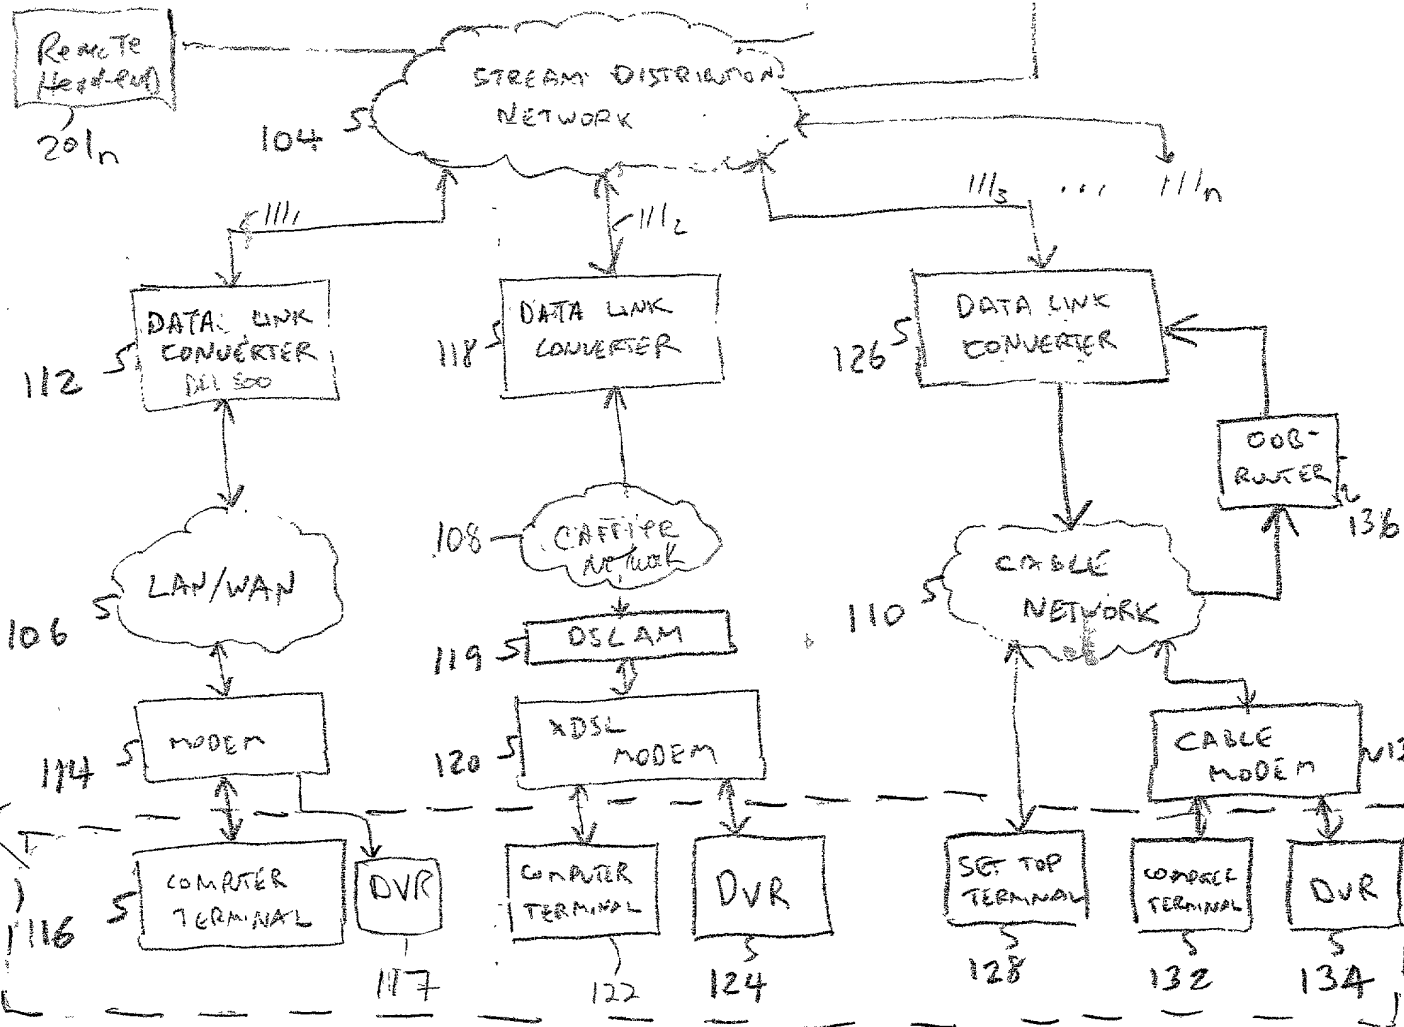 Remote
Head-end
201n
STREAM DISTRIBUTION
NETWORK
104
111₁
111₂
111₃ ... 111n
DATA LINK
CONVERTER
112
DATA LINK
CONVERTER
118
DATA LINK
CONVERTER
126
OOB-
ROUTER
136
LAN/WAN
106
CARRIER
NETWORK
108
CABLE
NETWORK
110
DSLAM
119
MODEM
114
XDSL
MODEM
120
CABLE
MODEM
COMPUTER
TERMINAL
116
DVR
117
COMPUTER
TERMINAL
122
DVR
124
SET TOP
TERMINAL
128
COMPUTER
TERMINAL
132
DVR
134